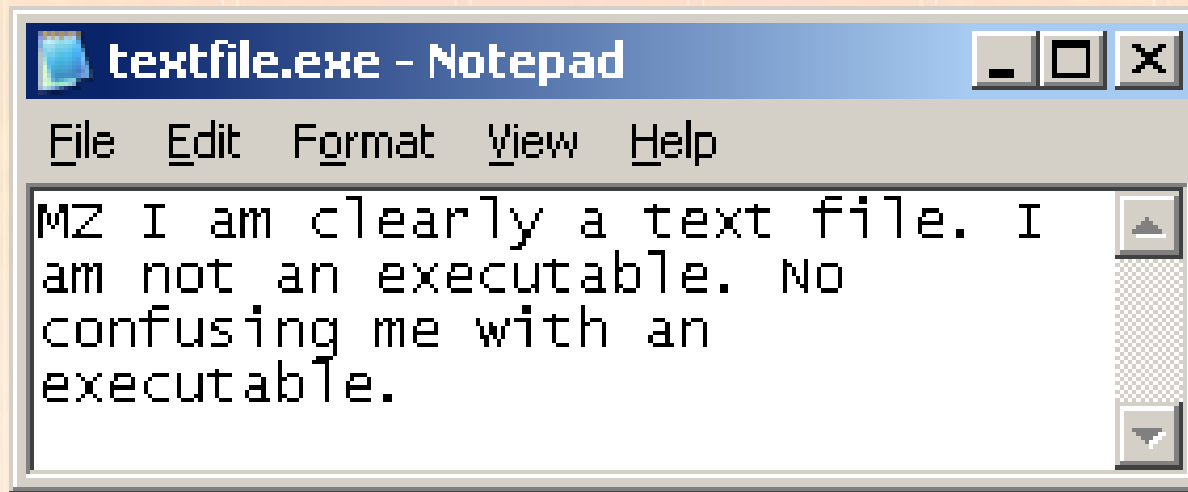 textfile.exe - Notepad
File Edit Format View Help
MZ I am clearly a text file. I
am not an executable. No
confusing me with an
executable.